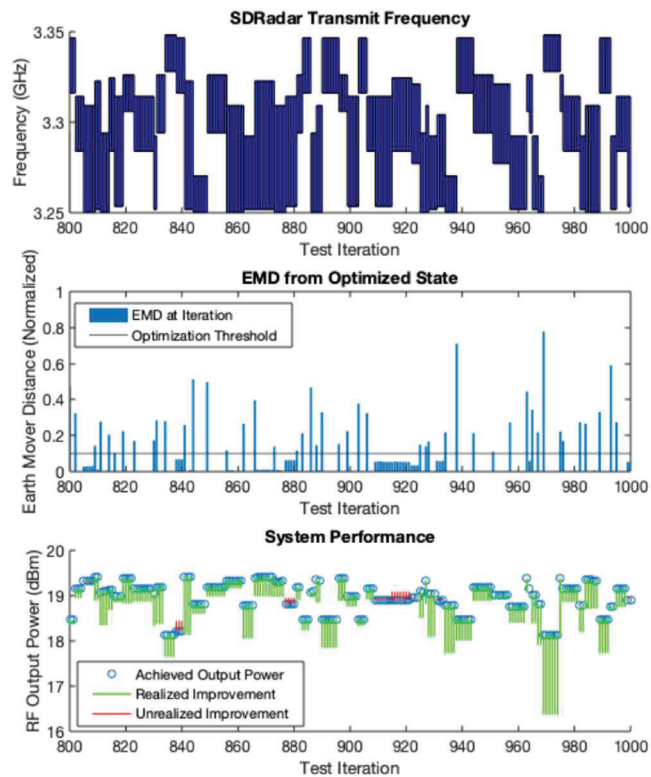 SDRadar Transmit Frequency
3.35
3.3
3.25
Frequency (GHz)
800 820 840 860 880 900 920 940 960 980 1000
Test Iteration
EMD from Optimized State
1
0.8
0.6
0.4
0.2
0
Earth Mover Distance (Normalized)
EMD at Iteration
Optimization Threshold
800 820 840 860 880 900 920 940 960 980 1000
Test Iteration
System Performance
20
19
18
17
16
RF Output Power (dBm)
Achieved Output Power
Realized Improvement
Unrealized Improvement
800 820 840 860 880 900 920 940 960 980 1000
Test Iteration